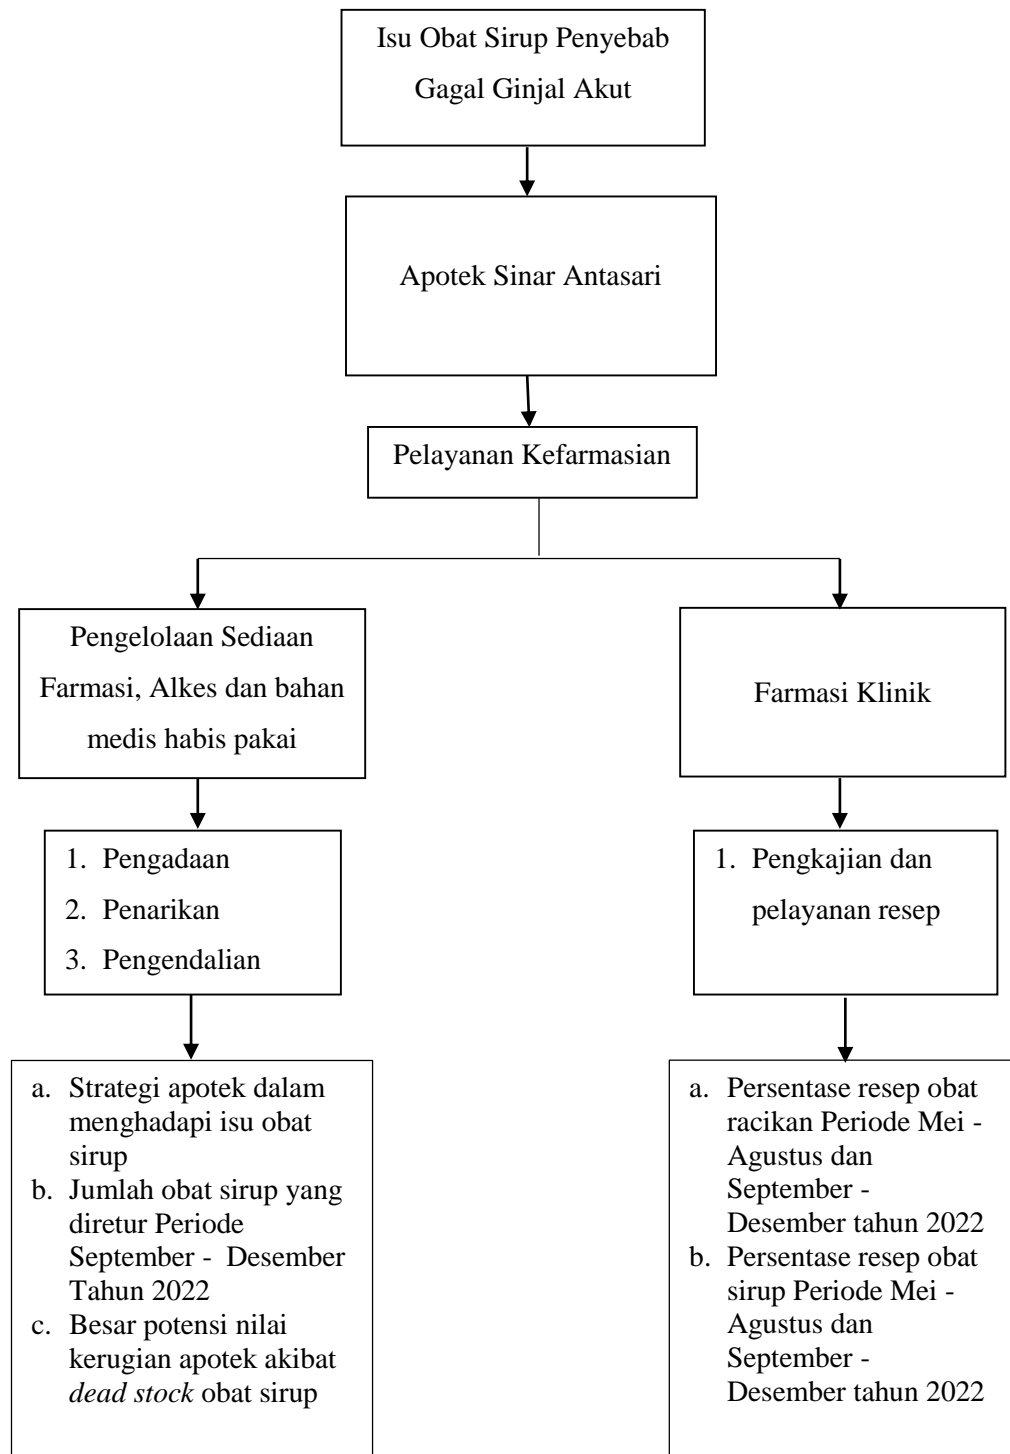 Isu Obat Sirup Penyebab
Gagal Ginjal Akut
Apotek Sinar Antasari
Pelayanan Kefarmasian
Pengelolaan Sediaan
Farmasi, Alkes dan bahan
medis habis pakai
Farmasi Klinik
1. Pengadaan
2. Penarikan
3. Pengendalian
1. Pengkajian dan
pelayanan resep
a. Strategi apotek dalam
menghadapi isu obat
sirup
b. Jumlah obat sirup yang
diretur Periode
September - Desember
Tahun 2022
c. Besar potensi nilai
kerugian apotek akibat
dead stock obat sirup
a. Persentase resep obat
racikan Periode Mei -
Agustus dan
September -
Desember tahun 2022
b. Persentase resep obat
sirup Periode Mei -
Agustus dan
September -
Desember tahun 2022